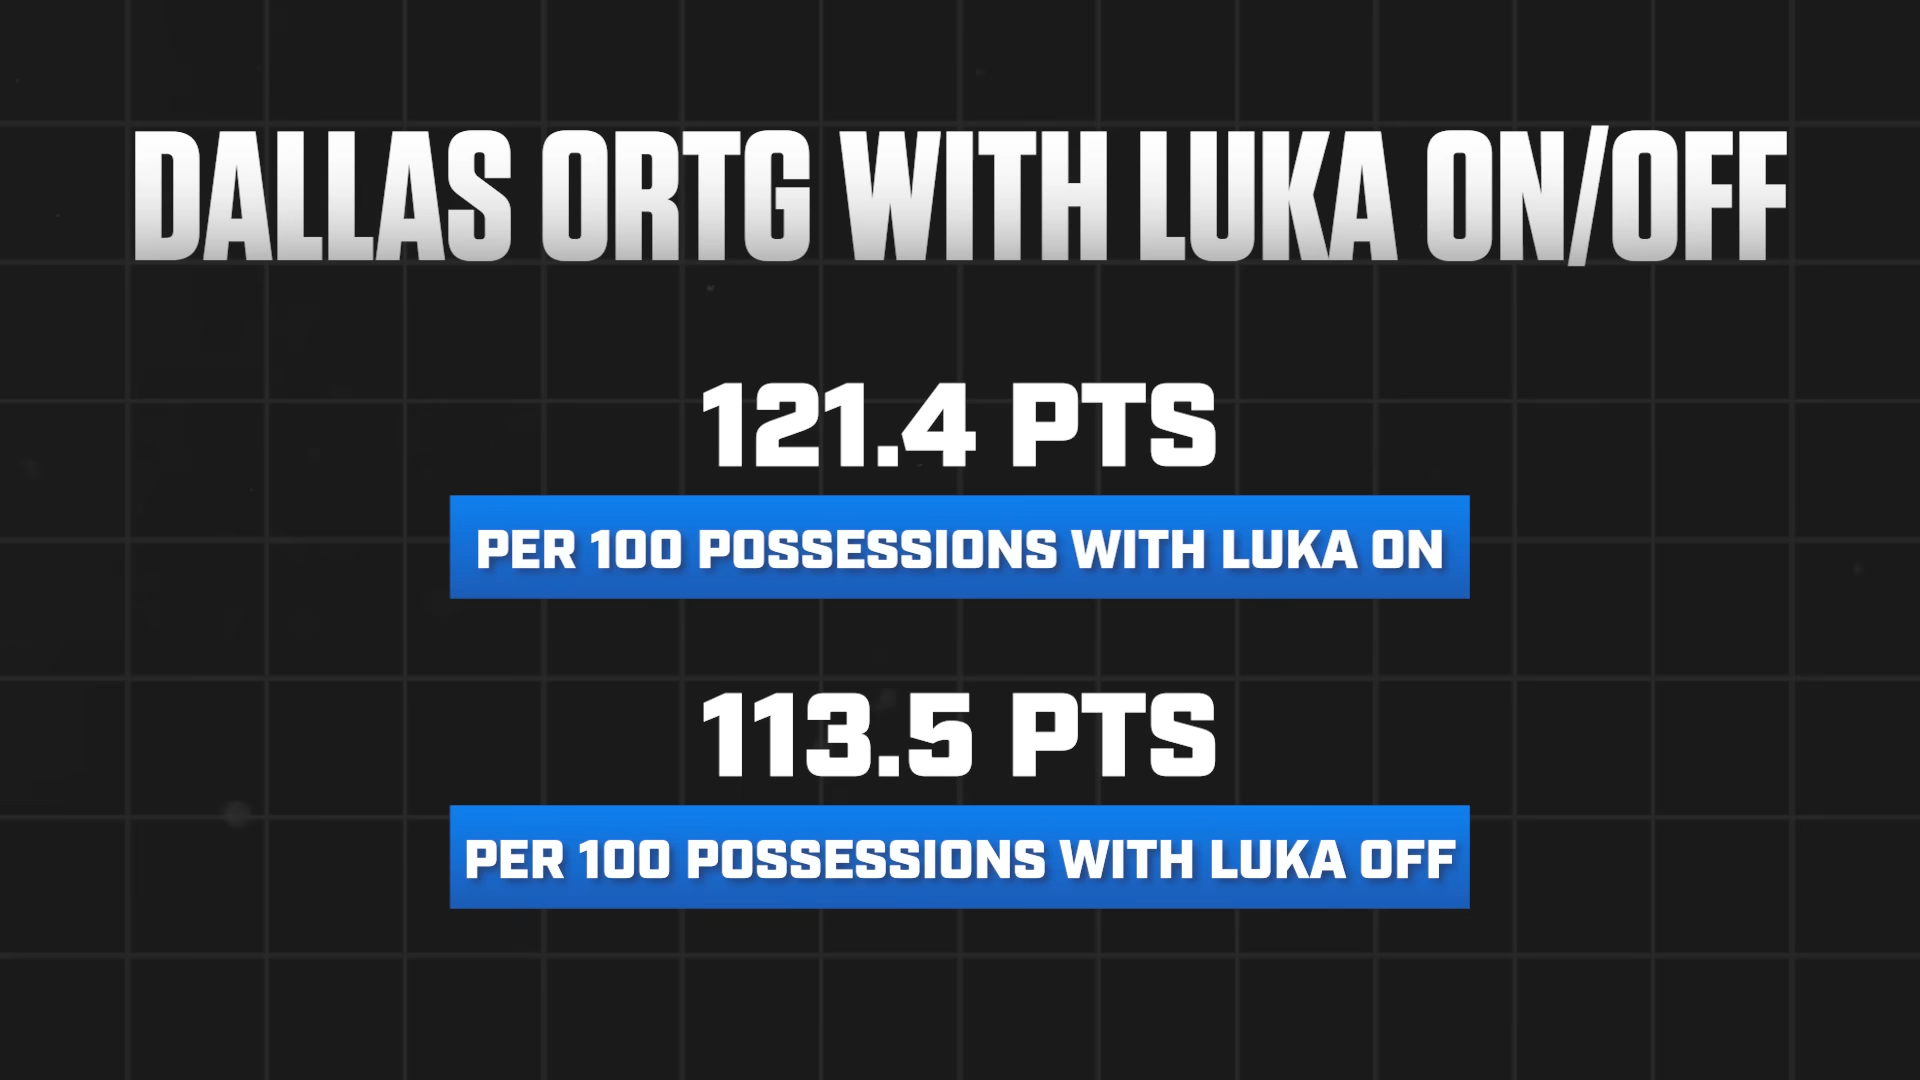 DALLAS ORTG WITH LUKA ON/OFF
121.4 PTS
PER 100 POSSESSIONS WITH LUKA ON
113.5 PTS
PER 100 POSSESSIONS WITH LUKA OFF